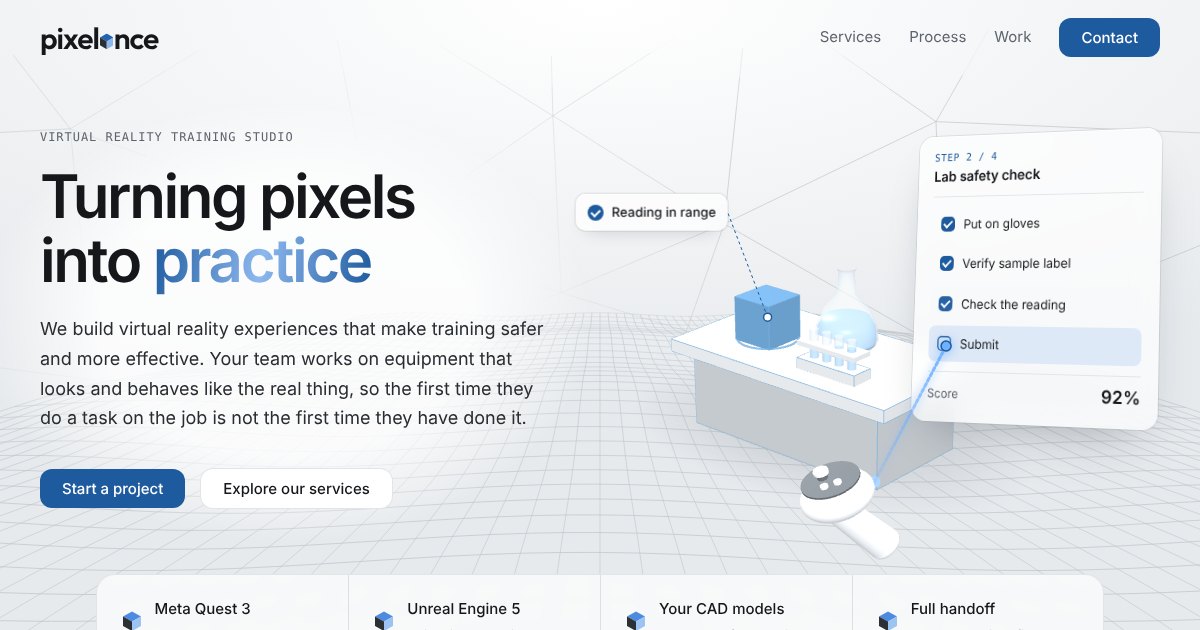 pixelonce
Services
Process
Work
Contact
VIRTUAL REALITY TRAINING STUDIO
Turning pixels
into practice
We build virtual reality experiences that make training safer
and more effective. Your team works on equipment that
looks and behaves like the real thing, so the first time they
do a task on the job is not the first time they have done it.
Start a project
Explore our services
Reading in range
STEP 2 / 4
Lab safety check
Put on gloves
Verify sample label
Check the reading
Submit
Score 92%
Meta Quest 3
Unreal Engine 5
Your CAD models
Full handoff